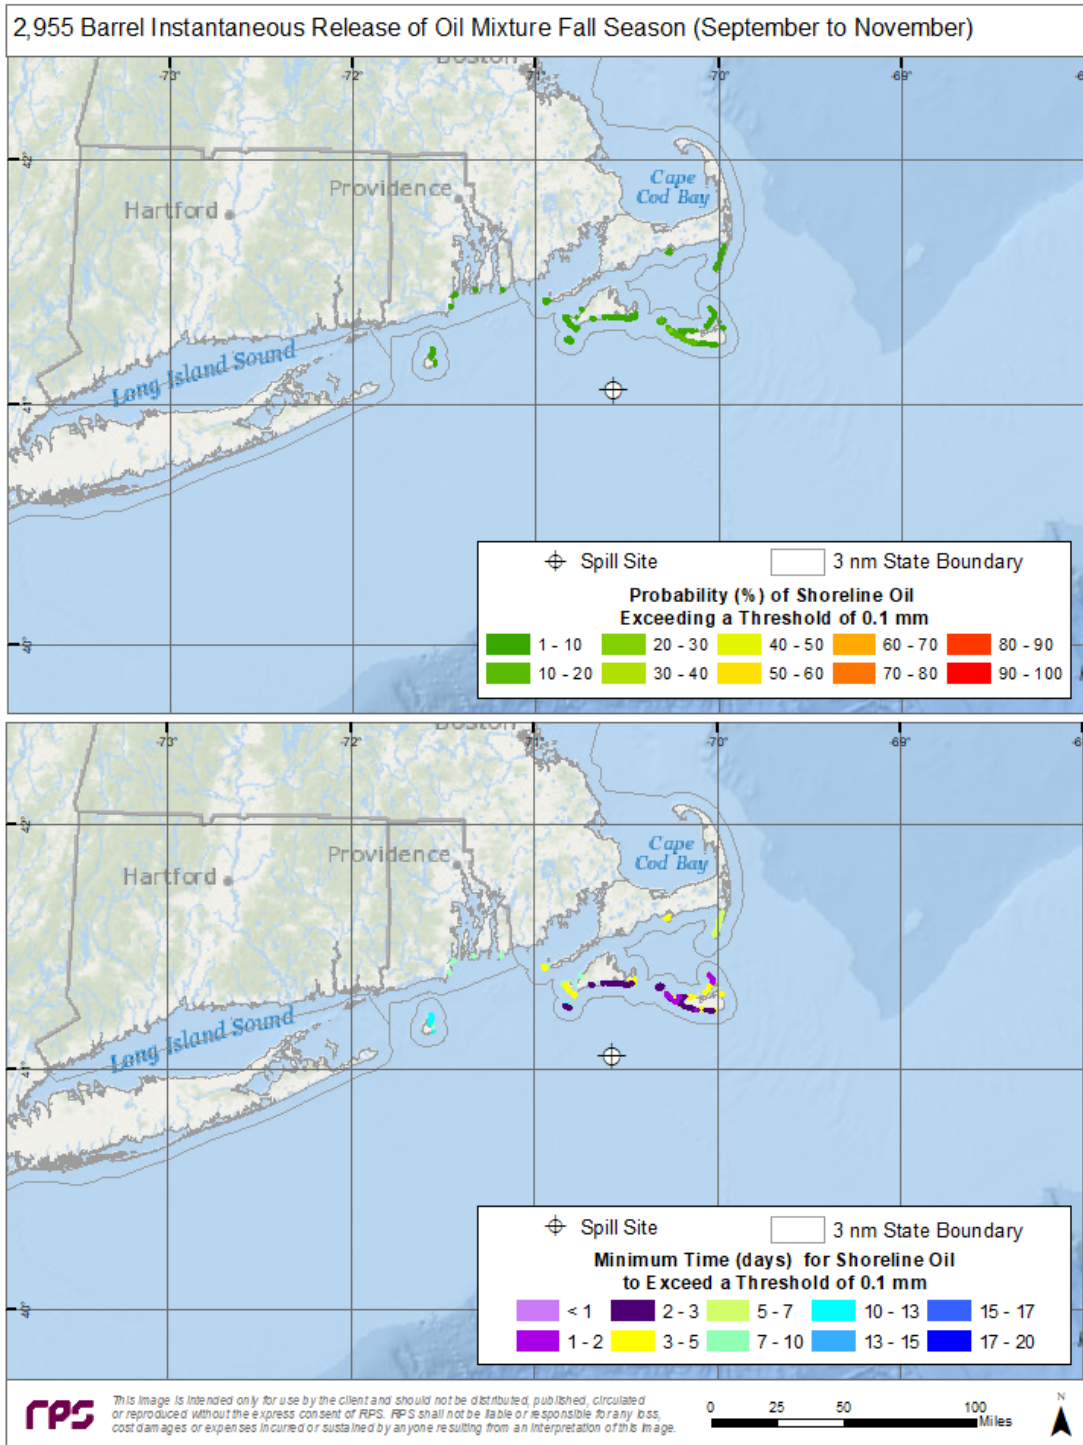 2,955 Barrel Instantaneous Release of Oil Mixture Fall Season (September to November)
Boston
-73° -72° -71° -70° -69°
42°
Cape
Cod Bay
Providence
Hartford
Long Island Sound
41°
Spill Site 3 nm State Boundary
Probability (%) of Shoreline Oil
Exceeding a Threshold of 0.1 mm
40°
1 - 10 20 - 30 40 - 50 60 - 70 80 - 90
10 - 20 30 - 40 50 - 60 70 - 80 90 - 100
Boston
-73° -72° -71° -70° -69°
42°
Cape
Cod Bay
Providence
Hartford
Long Island Sound
41°
Spill Site 3 nm State Boundary
Minimum Time (days) for Shoreline Oil
to Exceed a Threshold of 0.1 mm
40°
< 1 2 - 3 5 - 7 10 - 13 15 - 17
1 - 2 3 - 5 7 - 10 13 - 15 17 - 20
rps
This image is intended only for use by the client and should not be distributed, published, circulated
or reproduced without the express consent of RPS. RPS shall not be liable or responsible for any loss,
cost damages or expenses incurred or sustained by anyone resulting from an interpretation of this image.
0 25 50 100
Miles
N